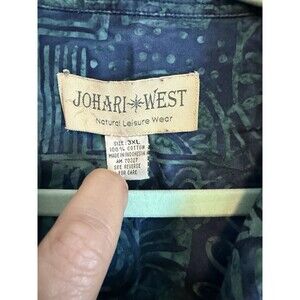 JOHARI WEST
Natural Leisure Wear
SIZE: 3XL
100% COTTON
MADE IN INDONESIA
SEE REVERSE
FOR CARE